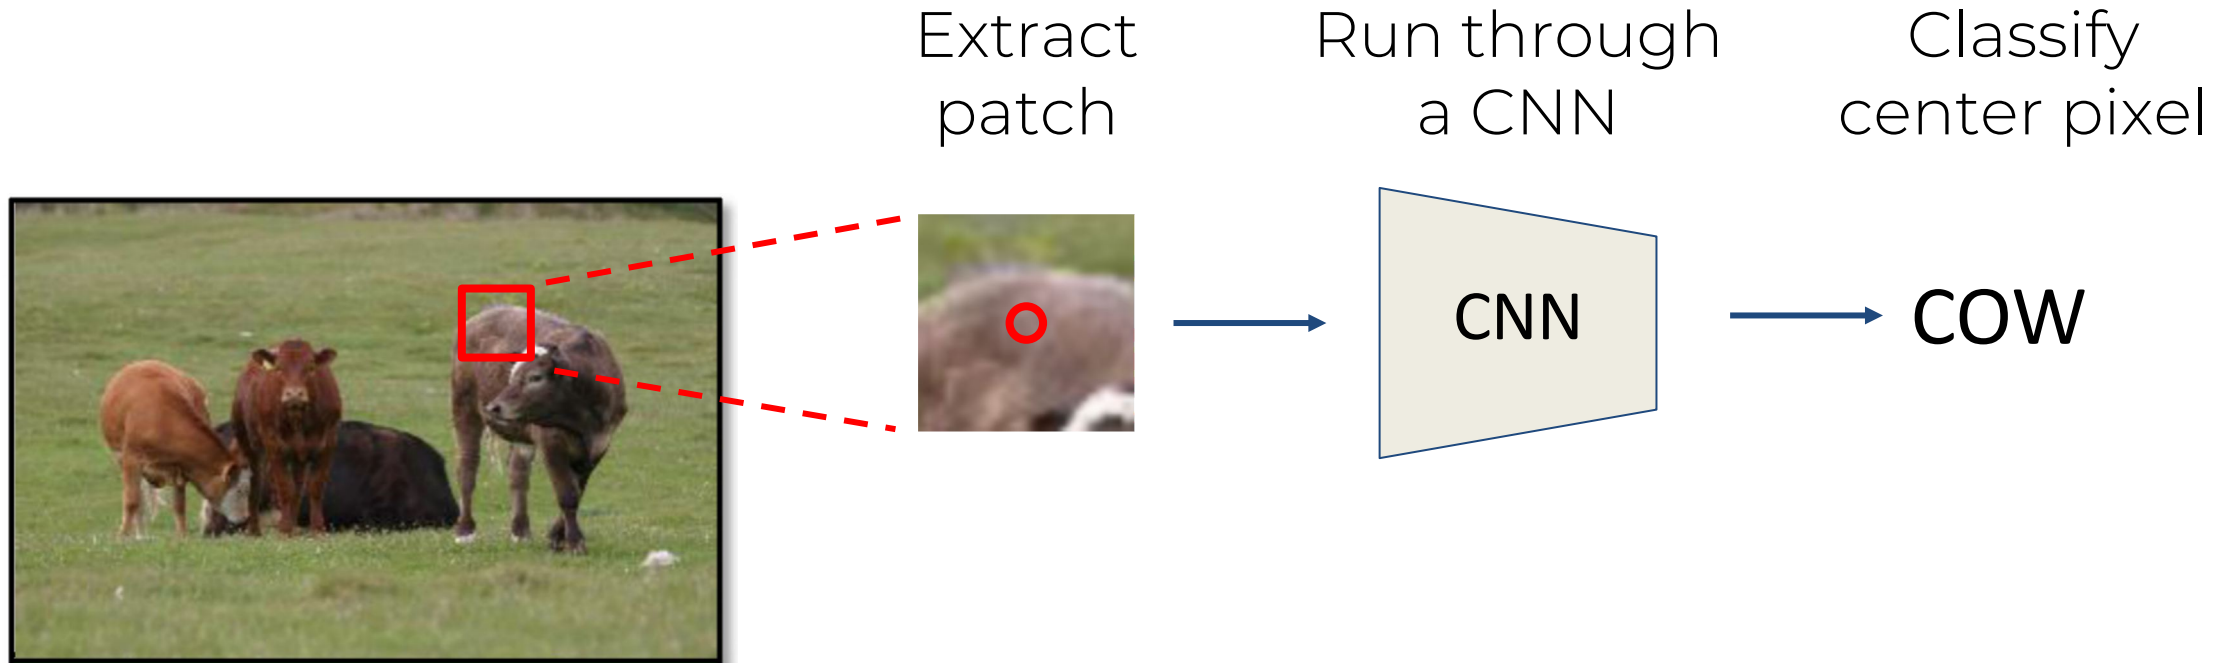 Extract
patch
Run through
a CNN
Classify
center pixel
CNN
COW